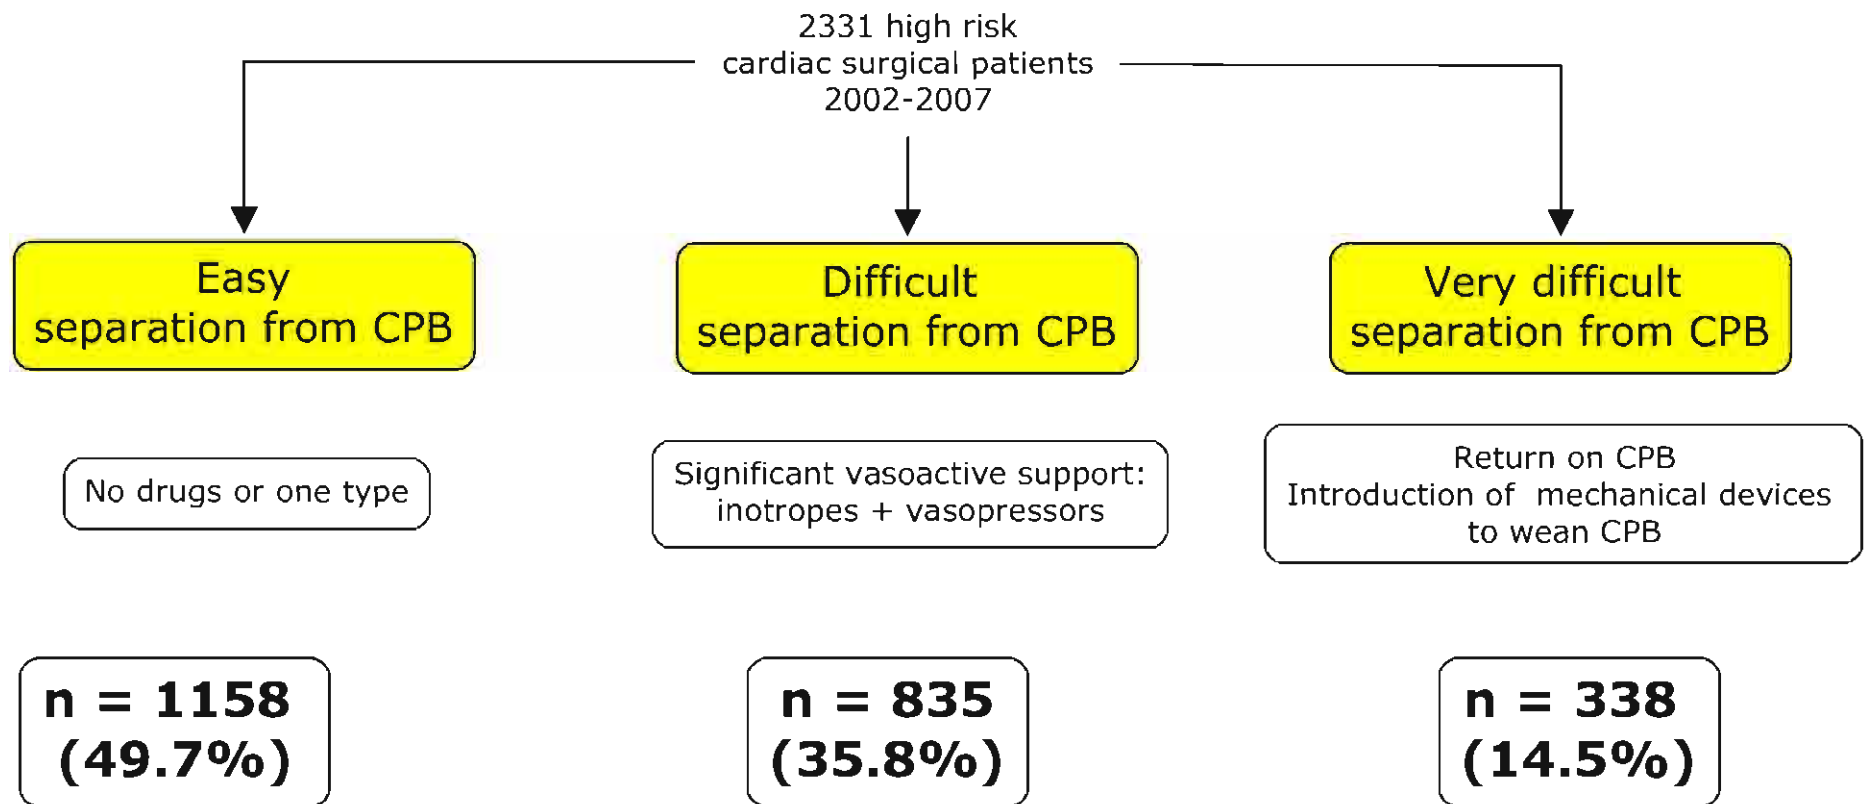 2331 high risk
cardiac surgical patients
2002-2007
Easy
separation from CPB
Difficult
separation from CPB
Very difficult
separation from CPB
No drugs or one type
Significant vasoactive support:
inotropes + vasopressors
Return on CPB
Introduction of mechanical devices
to wean CPB
n = 1158
(49.7%)
n = 835
(35.8%)
n = 338
(14.5%)